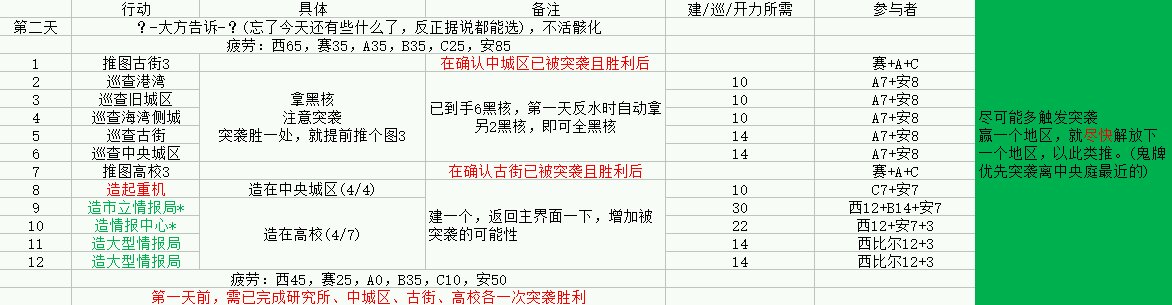 行动 具体 备注 建/巡/开力所需 参与者
第二天 ？-大方告诉-？(忘了今天还有些什么了，反正据说都能选)，不活骸化
疲劳：西65，赛35，A35，B35，C25，安85
1 推图古街3 在确认中城区已被突袭且胜利后 赛+A+C
2 巡查港湾 10 A7+安8
3 巡查旧城区 10 A7+安8
4 巡查海湾侧城 10 A7+安8
5 巡查古街 14 A7+安8
6 巡查中央城区 14 A7+安8
拿黑核
注意突袭
突袭胜一处，就提前推个图3
已到手6黑核，第一天反水时自动拿
另2黑核，即可全黑核
7 推图高校3 在确认古街已被突袭且胜利后 赛+A+C
8 造起重机 造在中央城区(4/4) 10 C7+安7
9 造市立情报局* 30 西12+B14+安7
10 造情报中心* 22 西12+安7+3
11 造大型情报局 14 西比尔12+3
12 造大型情报局 14 西比尔12+3
造在高校(4/7)
建一个，返回主界面一下，增加被
突袭的可能性
疲劳：西45，赛25，A0，B35，C10，安50
第一天前，需已完成研究所、中城区、古街、高校各一次突袭胜利
尽可能多触发突袭
赢一个地区，就尽快解放下
一个地区，以此类推。(鬼牌
优先突袭离中央庭最近的)